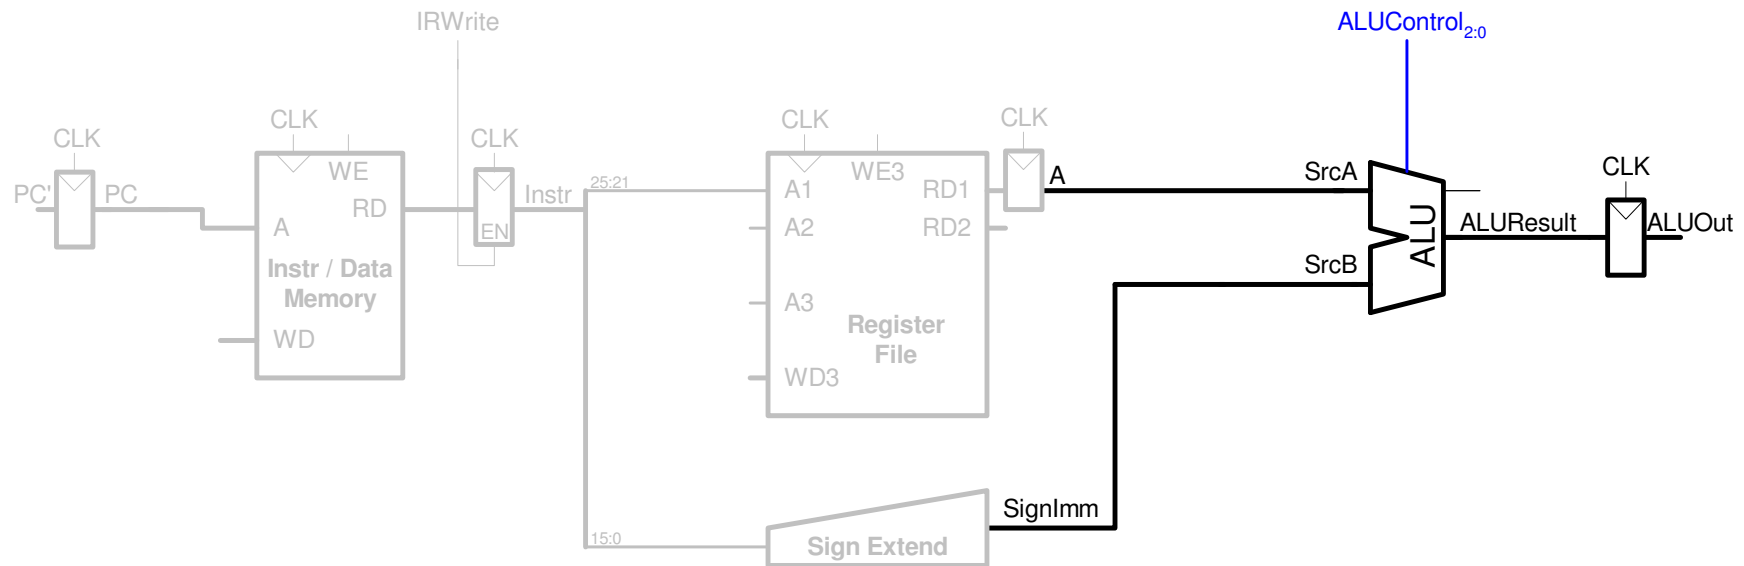 IRWrite
ALUControl2:0
CLK
CLK
CLK
CLK
CLK
CLK
PC'
PC
WE
RD
A
EN
Instr / Data
Memory
WD
Instr
25:21
A1
WE3
RD1
A2
RD2
A3
Register
File
WD3
A
SrcA
ALU
ALUResult
ALUOut
SrcB
SignImm
15:0
Sign Extend